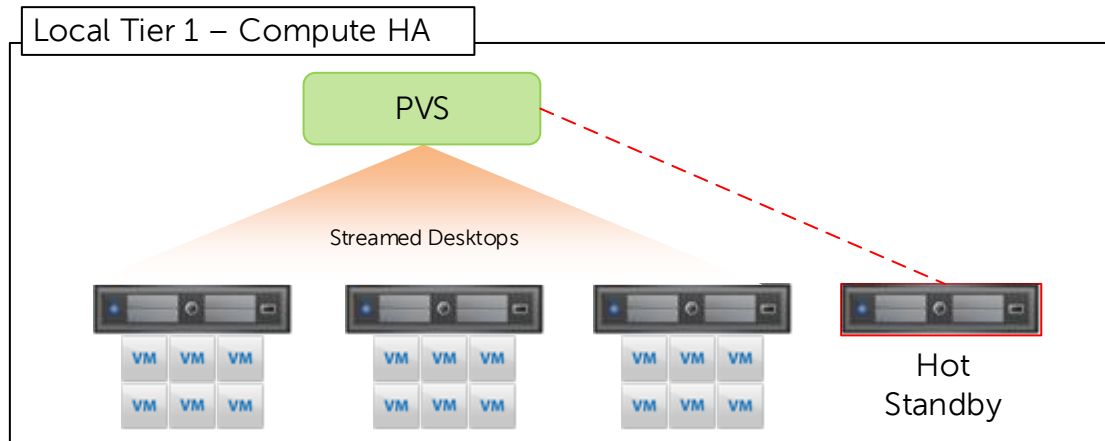 Local Tier 1 – Compute HA
PVS
Streamed Desktops
VM VM VM VM VM VM VM VM VM
VM VM VM VM VM VM VM VM VM
Hot
Standby